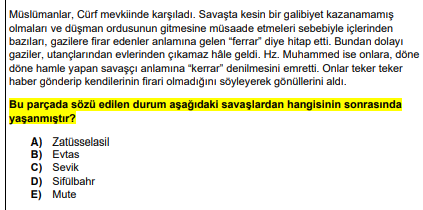 Müslümanlar, Cürf mevkiinde karşıladı. Savaşta kesin bir galibiyet kazanamamış
olmaları ve düşman ordusunun gitmesine müsaade etmeleri sebebiyle içlerinden
bazıları, gazilere firar edenler anlamına gelen “ferrar” diye hitap etti. Bundan dolayı
gaziler, utançlarından evlerinden çıkamaz hâle geldi. Hz. Muhammed ise onlara, döne
döne hamle yapan savaşçı anlamına “kerrar” denilmesini emretti. Onlar teker teker
haber gönderip kendilerinin firari olmadığını söyleyerek gönüllerini aldı.
Bu parçada sözü edilen durum aşağıdaki savaşlardan hangisinin sonrasında
yaşanmıştır?
A) Zatüsselasil
B) Evtas
C) Sevik
D) Sifülbahr
E) Mute